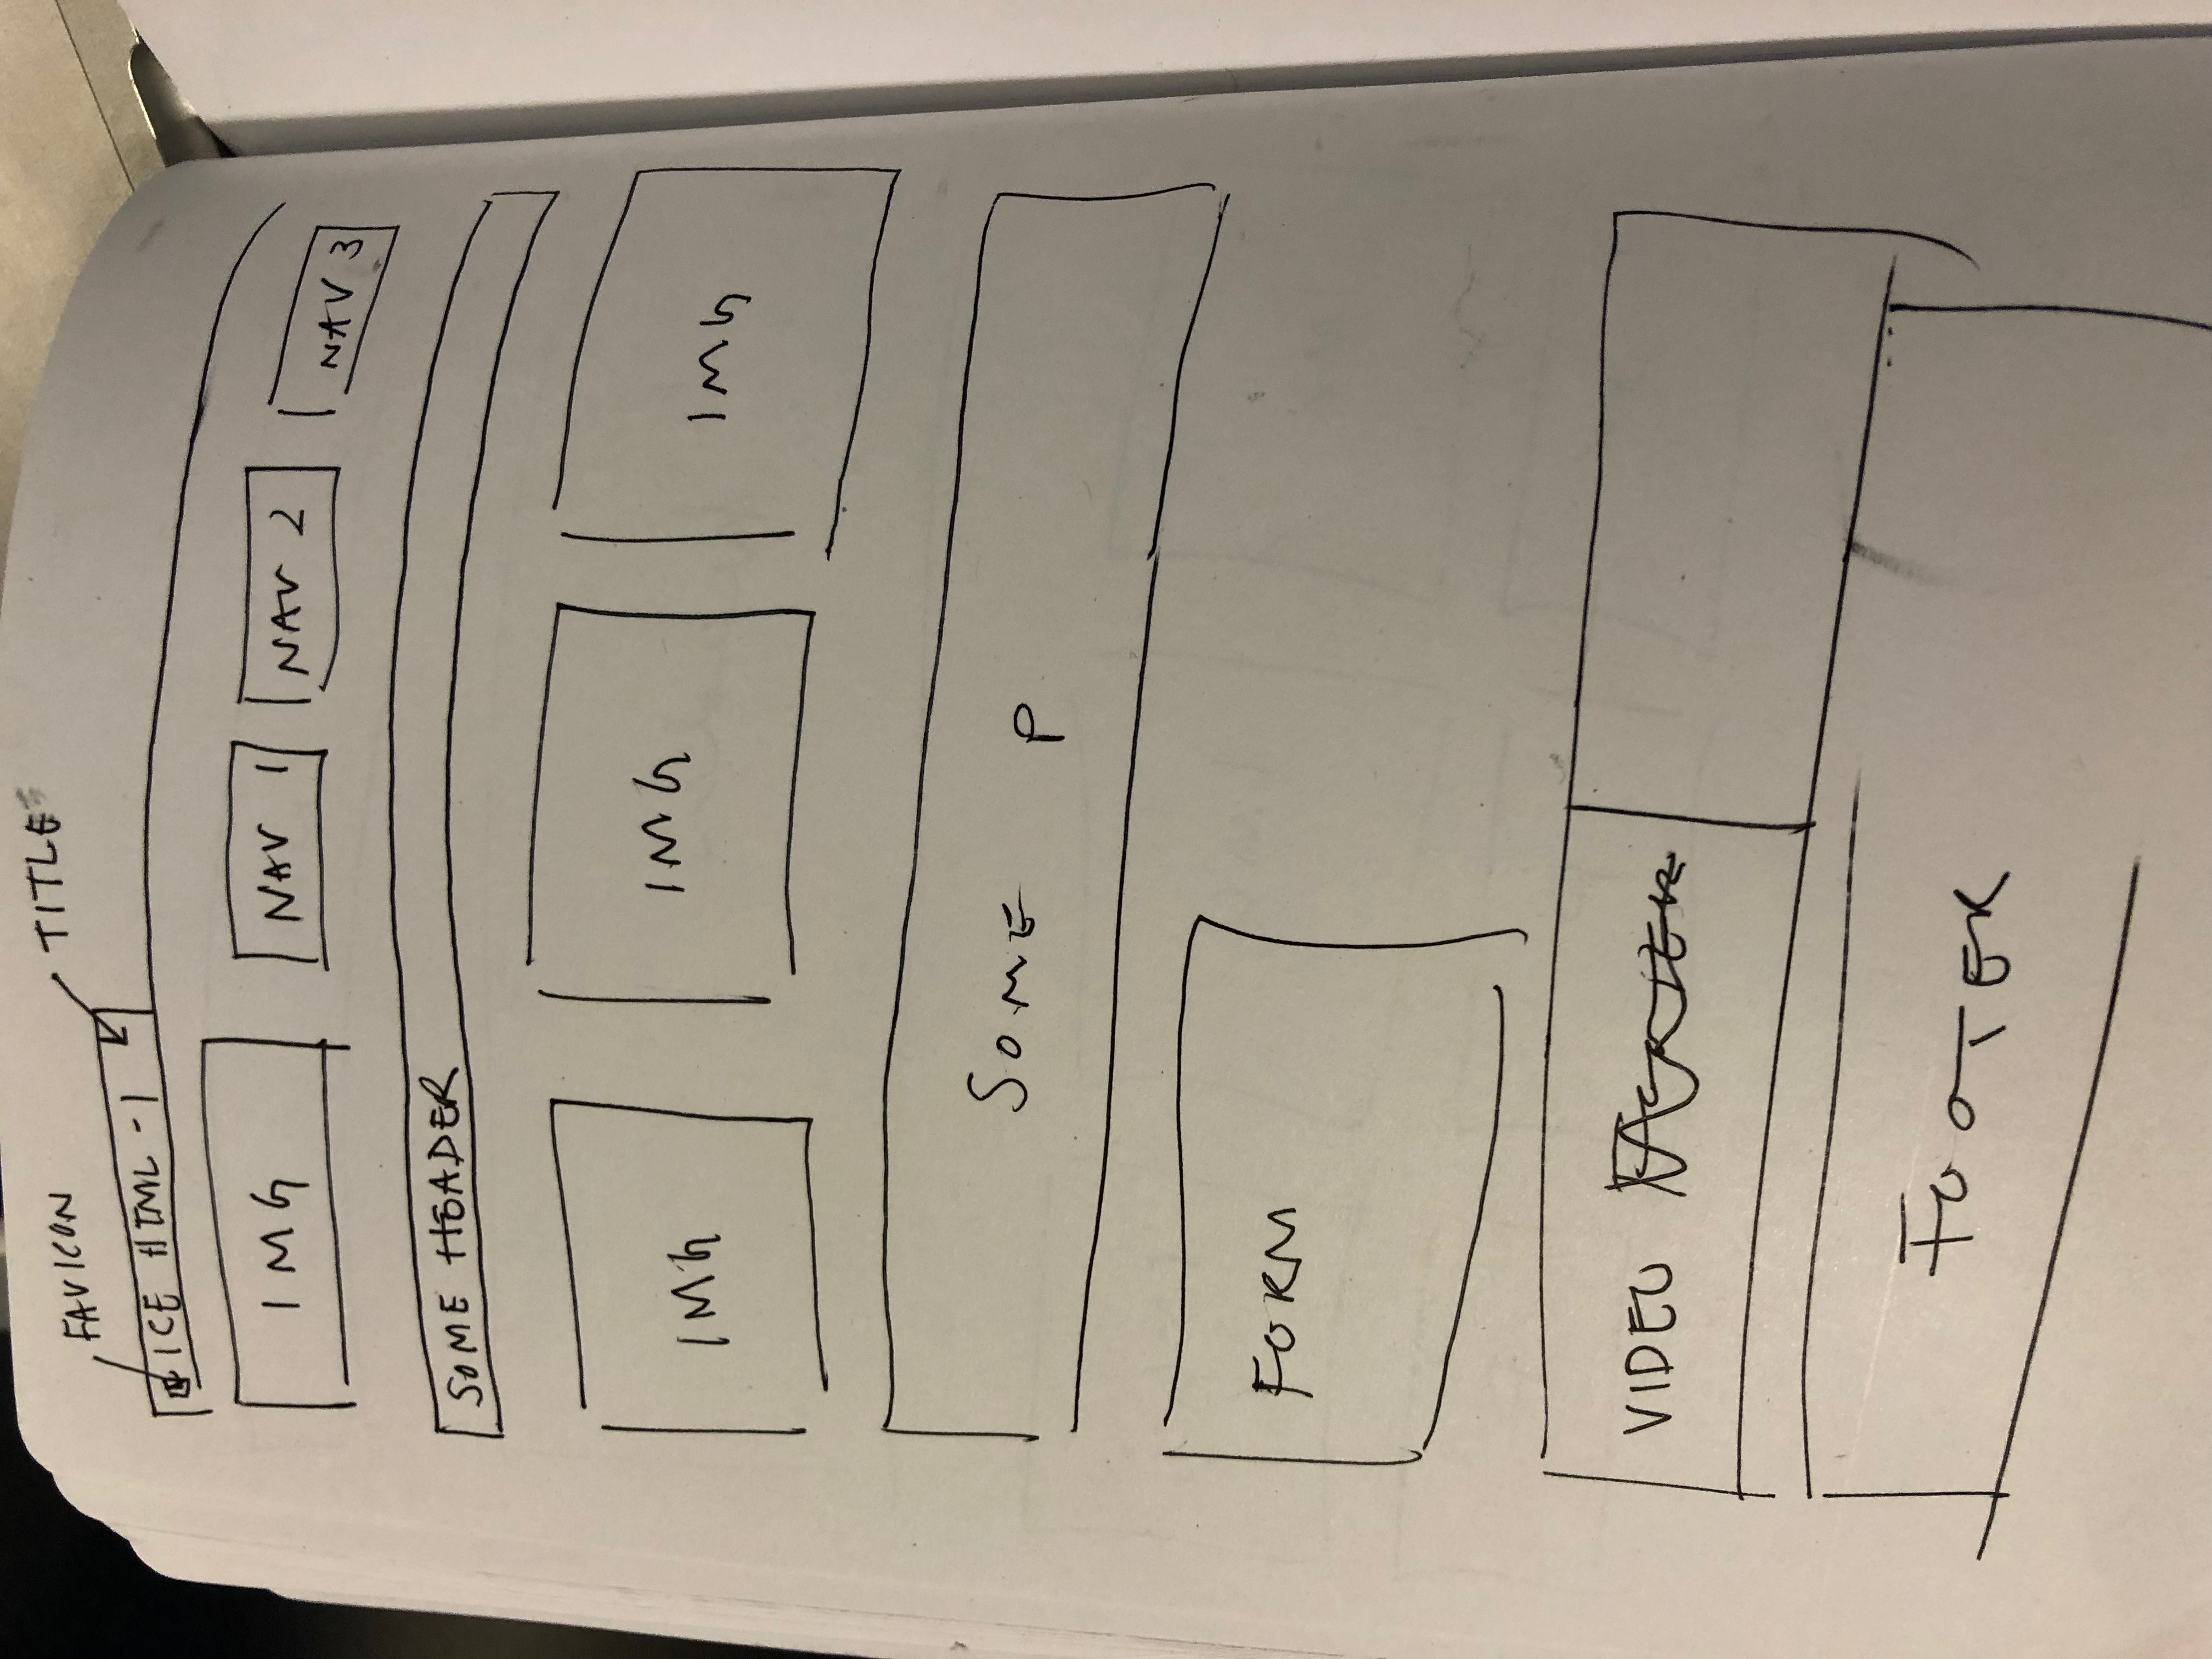 FAVICON TITLE
ICE HTML-1
IMG NAV 1 NAV 2 NAV 3
SOME HEADER
IMG IMG IMG
SOME P
FORM
VIDEO
FOOTER